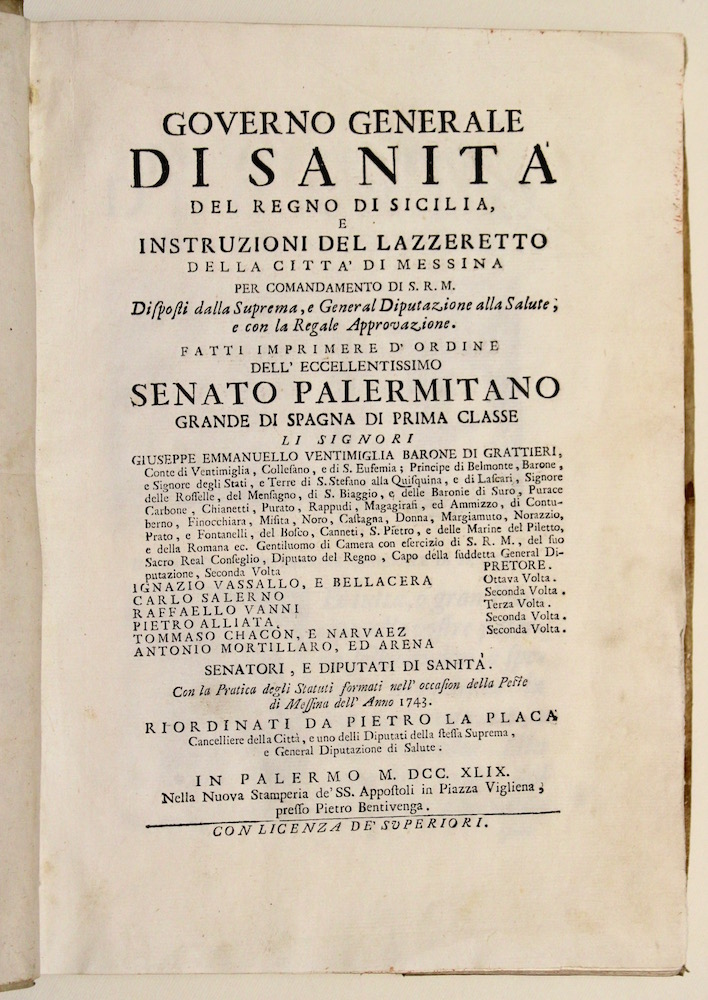 GOVERNO GENERALE
DI SANITA'
DEL REGNO DI SICILIA,
E
INSTRUZIONI DEL LAZZERETTO
DELLA CITTA' DI MESSINA
PER COMANDAMENTO DI S. R. M.
Diſpoſti dalla Suprema, e General Diputazione alla Salute;
e con la Regale Approvazione.
FATTI IMPRIMERE D' ORDINE
DELL' ECCELLENTISSIMO
SENATO PALERMITANO
GRANDE DI SPAGNA DI PRIMA CLASSE
LI SIGNORI
GIUSEPPE EMMANUELLO VENTIMIGLIA BARONE DI GRATTIERI,
Conte di Ventimiglia, Colleſano, e di S. Eufemia; Principe di Belmonte, Barone,
e Signore degli Stati, e Terre di S. Stefano alla Quiſquina, e di Laſcari, Signore
delle Roſſelle, del Menſagno, di S. Biaggio, e delle Baronie di Suro, Purace
Carbone, Chianetti, Purato, Rappudi, Magagiraſi, ed Ammizzo, di Contu-
berno, Finocchiara, Miſita, Noro, Caſtagna, Donna, Margiamuto, Norazzio,
Prato, e Fontanelli, del Boſco, Canneti, S. Pietro, e delle Marine del Piletto,
e della Romana ec. Gentiluomo di Camera con eſercizio di S. R. M., del ſuo
Sacro Real Conſeglio, Diputato del Regno, Capo della ſuddetta General Di-
putazione, Seconda Volta PRETORE.
IGNAZIO VASSALLO, E BELLACERA Ottava Volta.
CARLO SALERNO Seconda Volta.
RAFFAELLO VANNI Terza Volta.
PIETRO ALLIATA. Seconda Volta.
TOMMASO CHACON, E NARVAEZ Seconda Volta.
ANTONIO MORTILLARO, ED ARENA
SENATORI, E DIPUTATI DI SANITA'.
Con la Pratica degli Statuti formati nell' occaſion della Peſte
di Meſſina dell' Anno 1743.
RIORDINATI DA PIETRO LA PLACA'
Cancelliere della Città, e uno delli Diputati della ſteſſa Suprema,
e General Diputazione di Salute.
IN PALERMO M. DCC. XLIX.
Nella Nuova Stamperia de' SS. Appoſtoli in Piazza Vigliena;
preſſo Pietro Bentivenga.
CON LICENZA DE' SUPERIORI.